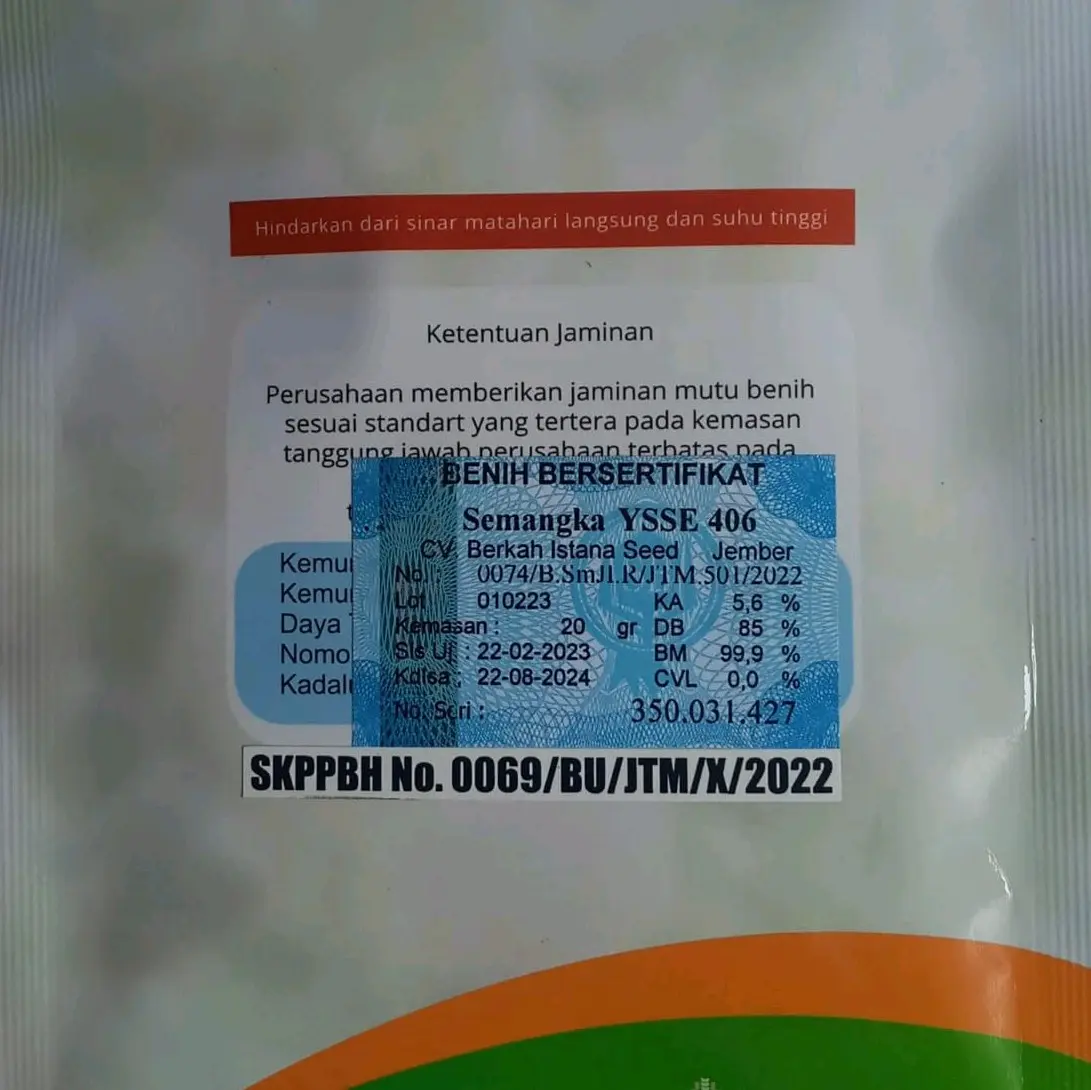 Hindarkan dari sinar matahari langsung dan suhu tinggi
Ketentuan Jaminan
Perusahaan memberikan jaminan mutu benih
sesuai standart yang tertera pada kemasan
tanggung jawab perusahaan terbatas pada
BENIH BERSERTIFIKAT
Semangka YSSE 406
CV Berkah Istana Seed Jember
No. : 0074/B.SmJI.R/JTM.501/2022
Lot 010223 KA 5,6 %
Kemasan : 20 gr DB 85 %
Sls Uji : 22-02-2023 BM 99,9 %
Kdlsa : 22-08-2024 CVL 0,0 %
No. Seri : 350.031.427
Kemu
Kemu
Daya
Nomo
Kadalu
SKPPBH No. 0069/BU/JTM/X/2022